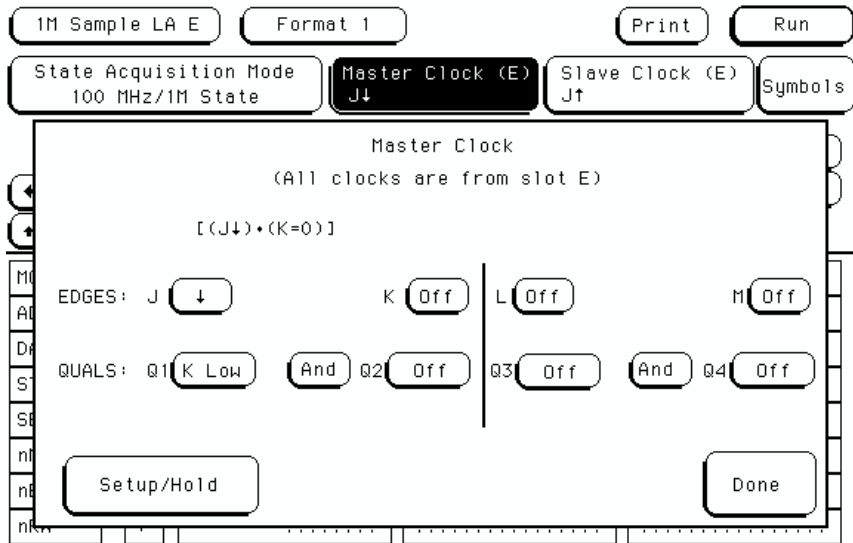 1M Sample LA E Format 1 Print Run
State Acquisition Mode
100 MHz/1M State
Master Clock (E)
J↓
Slave Clock (E)
J↑
Symbols
Master Clock
(All clocks are from slot E)
[(J↓)•(K=0)]
EDGES: J ↓ K Off L Off M Off
QUALS: Q1 K Low And Q2 Off Q3 Off And Q4 Off
Setup/Hold Done